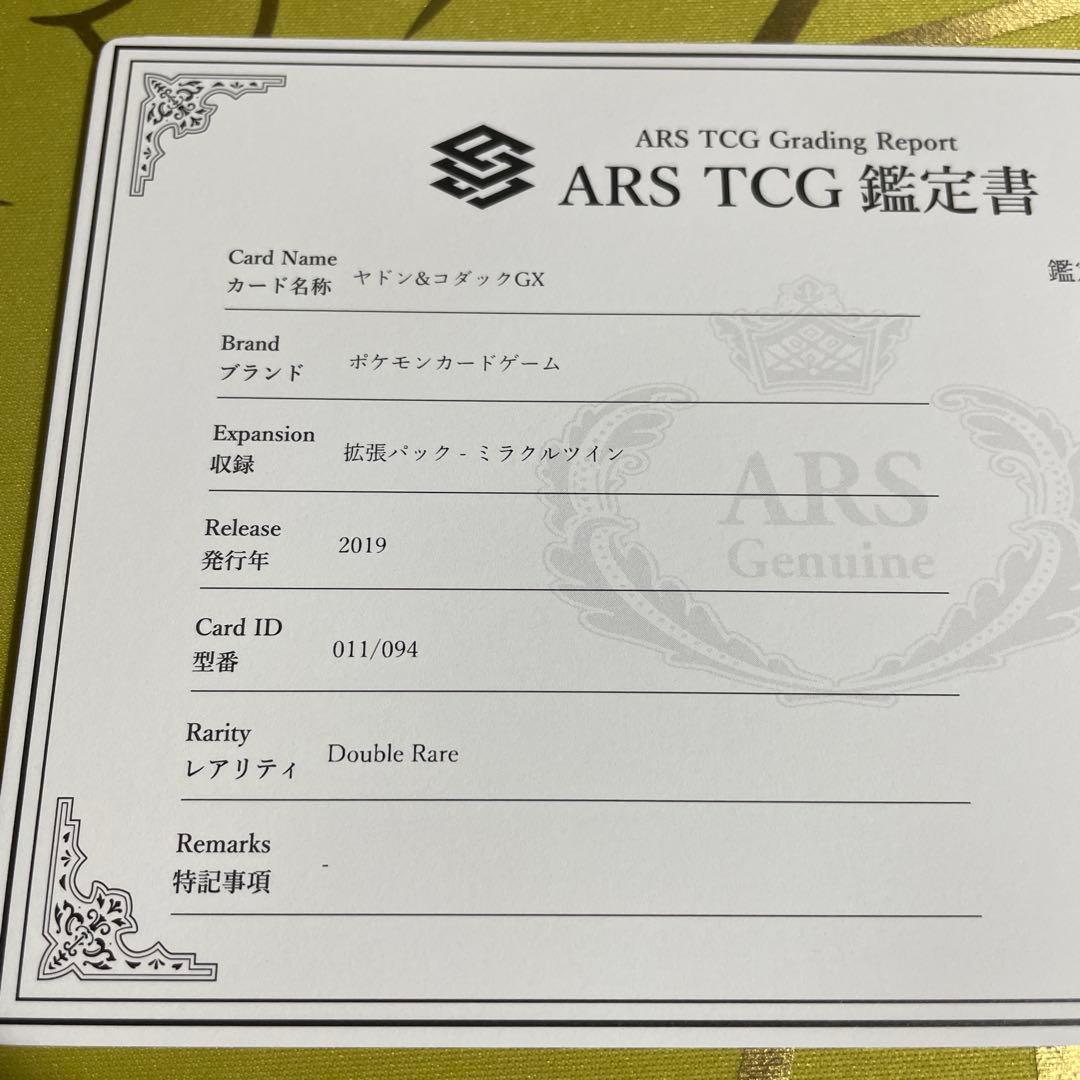 ARS TCG Grading Report
ARS TCG 鑑定書
Card Name
カード名称 ヤドン&コダックGX
鑑
Brand
ブランド ポケモンカードゲーム
Expansion
収録 拡張パック - ミラクルツイン
ARS
Genuine
Release
発行年 2019
Card ID
型番 011/094
Rarity
レアリティ Double Rare
Remarks
特記事項 -